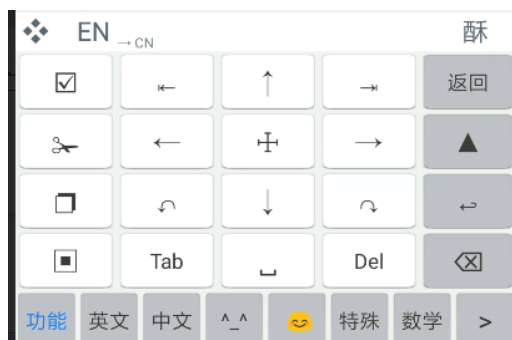 EN →CN 酥
☑ ⇤ ↑ ⇥ 返回
✂ ← ☩ → ▲
❐ ↶ ↓ ↷ ↩
▣ Tab ␣ Del ⌫
功能 英文 中文 ^_^ 😊 特殊 数学 >